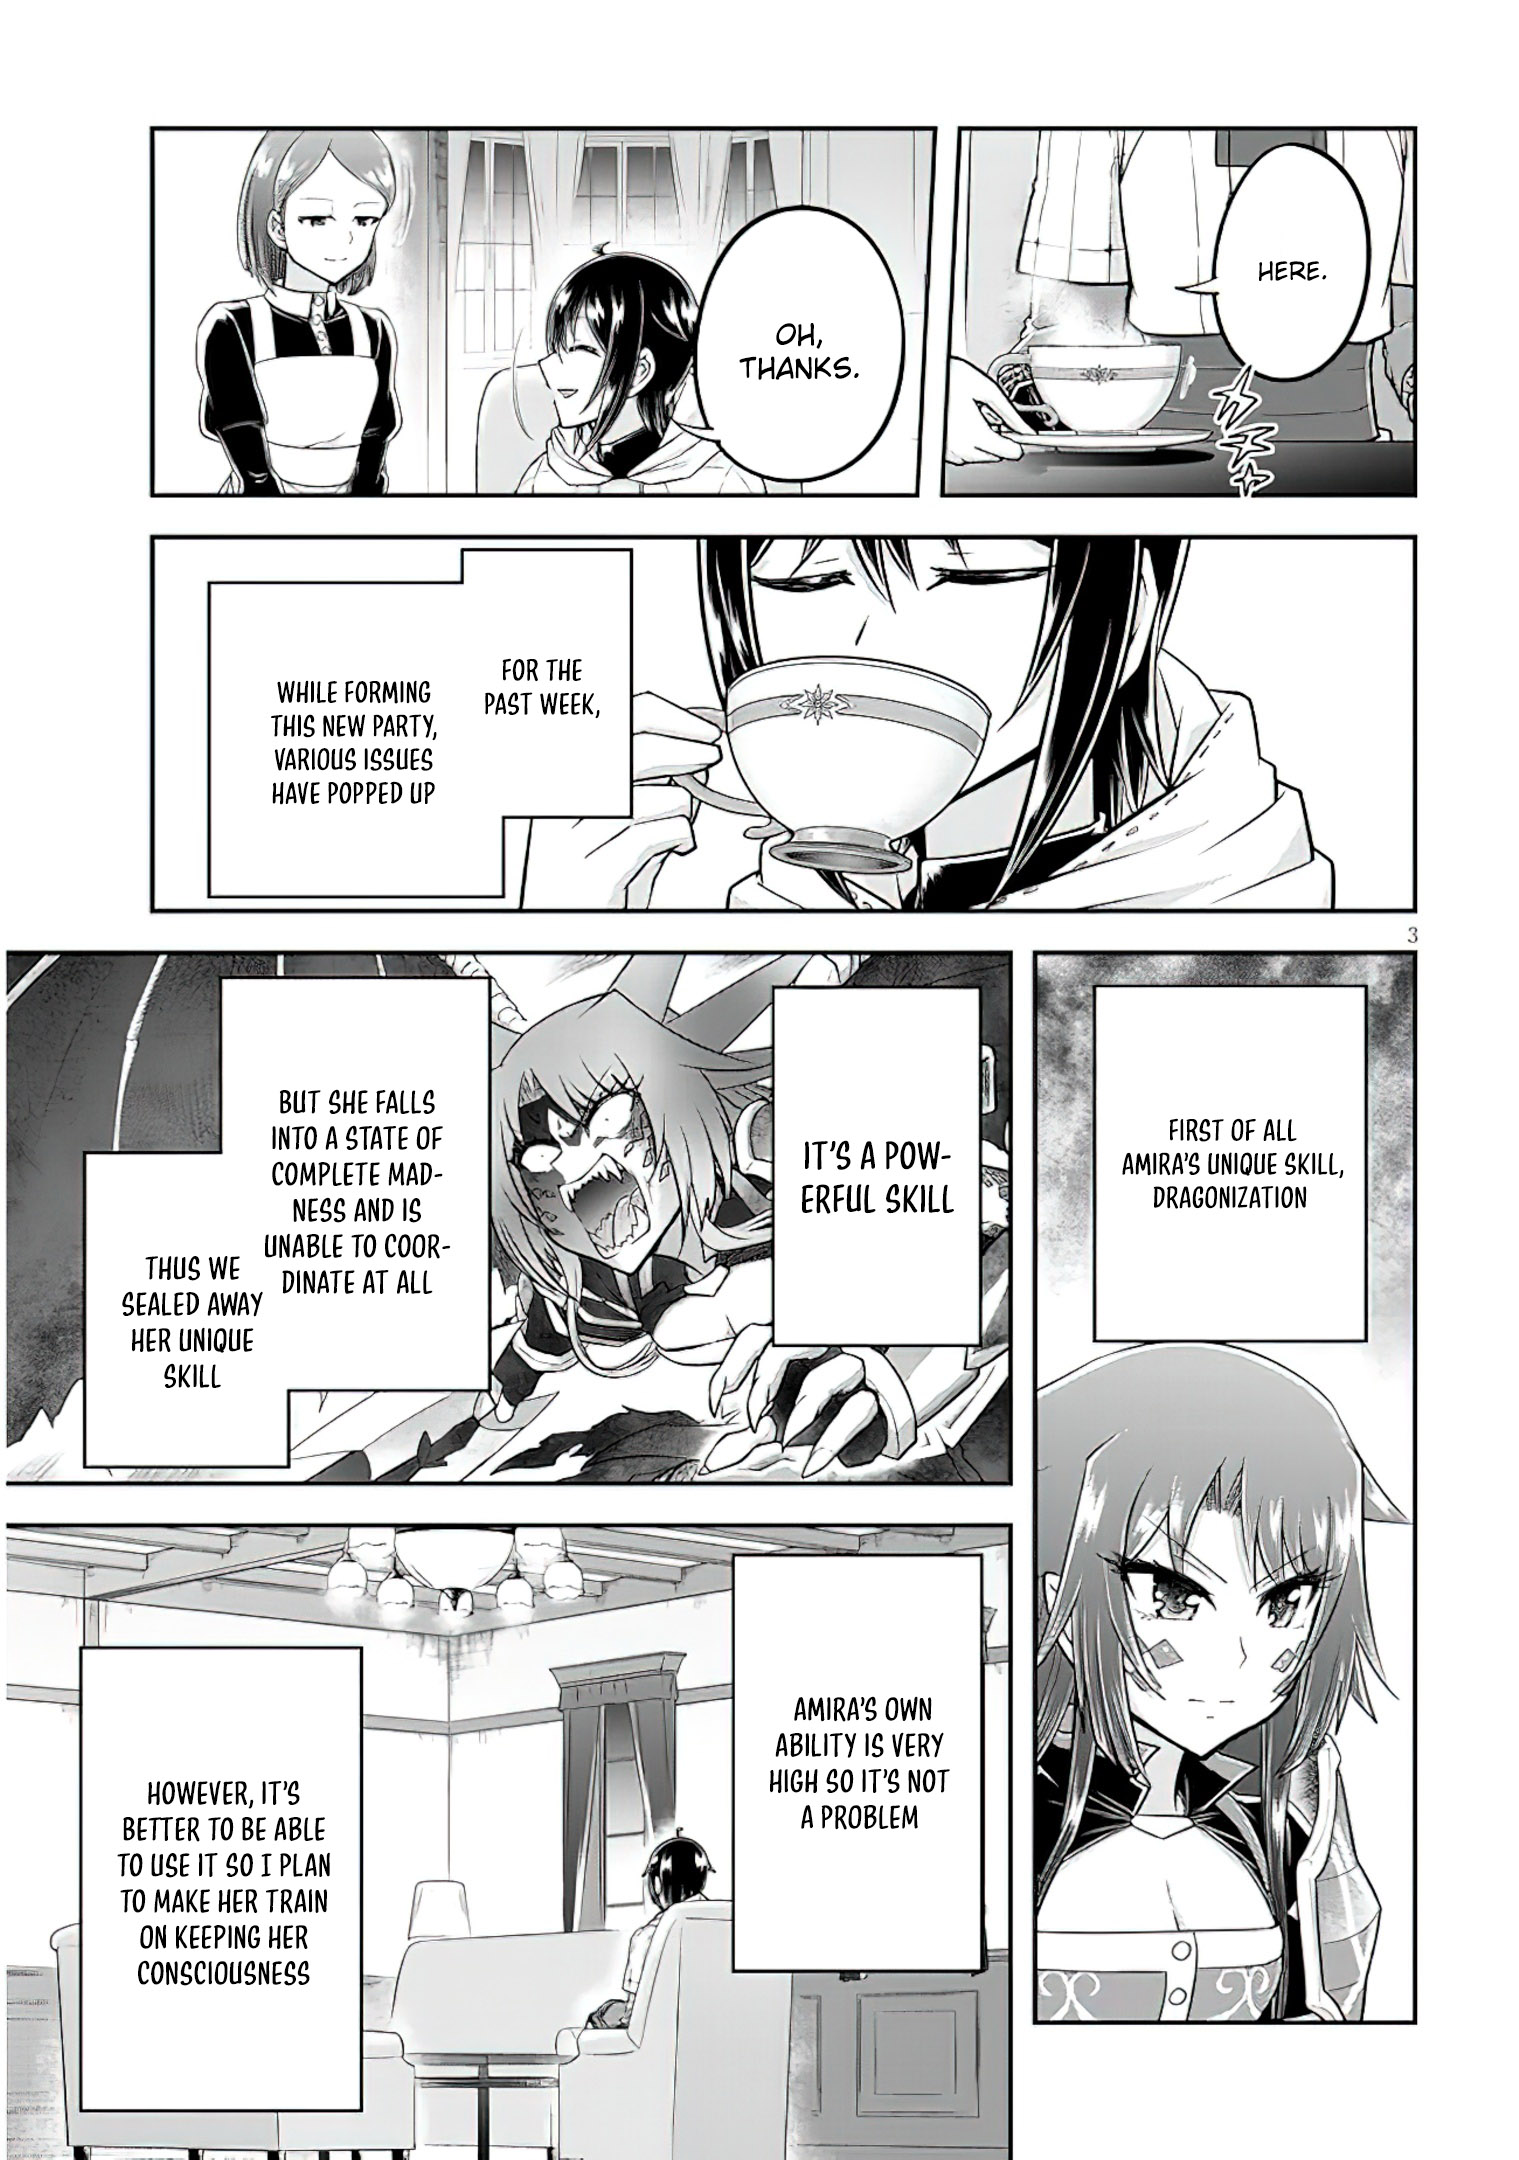 HERE.
OH,
THANKS.
FOR THE
PAST WEEK,
WHILE FORMING
THIS NEW PARTY,
VARIOUS ISSUES
HAVE POPPED UP
3
FIRST OF ALL
AMIRA'S UNIQUE SKILL,
DRAGONIZATION
IT'S A POW-
ERFUL SKILL
BUT SHE FALLS
INTO A STATE OF
COMPLETE MAD-
NESS AND IS
UNABLE TO COOR-
DINATE AT ALL
THUS WE
SEALED AWAY
HER UNIQUE
SKILL
AMIRA'S OWN
ABILITY IS VERY
HIGH SO IT'S NOT
A PROBLEM
HOWEVER, IT'S
BETTER TO BE ABLE
TO USE IT SO I PLAN
TO MAKE HER TRAIN
ON KEEPING HER
CONSCIOUSNESS